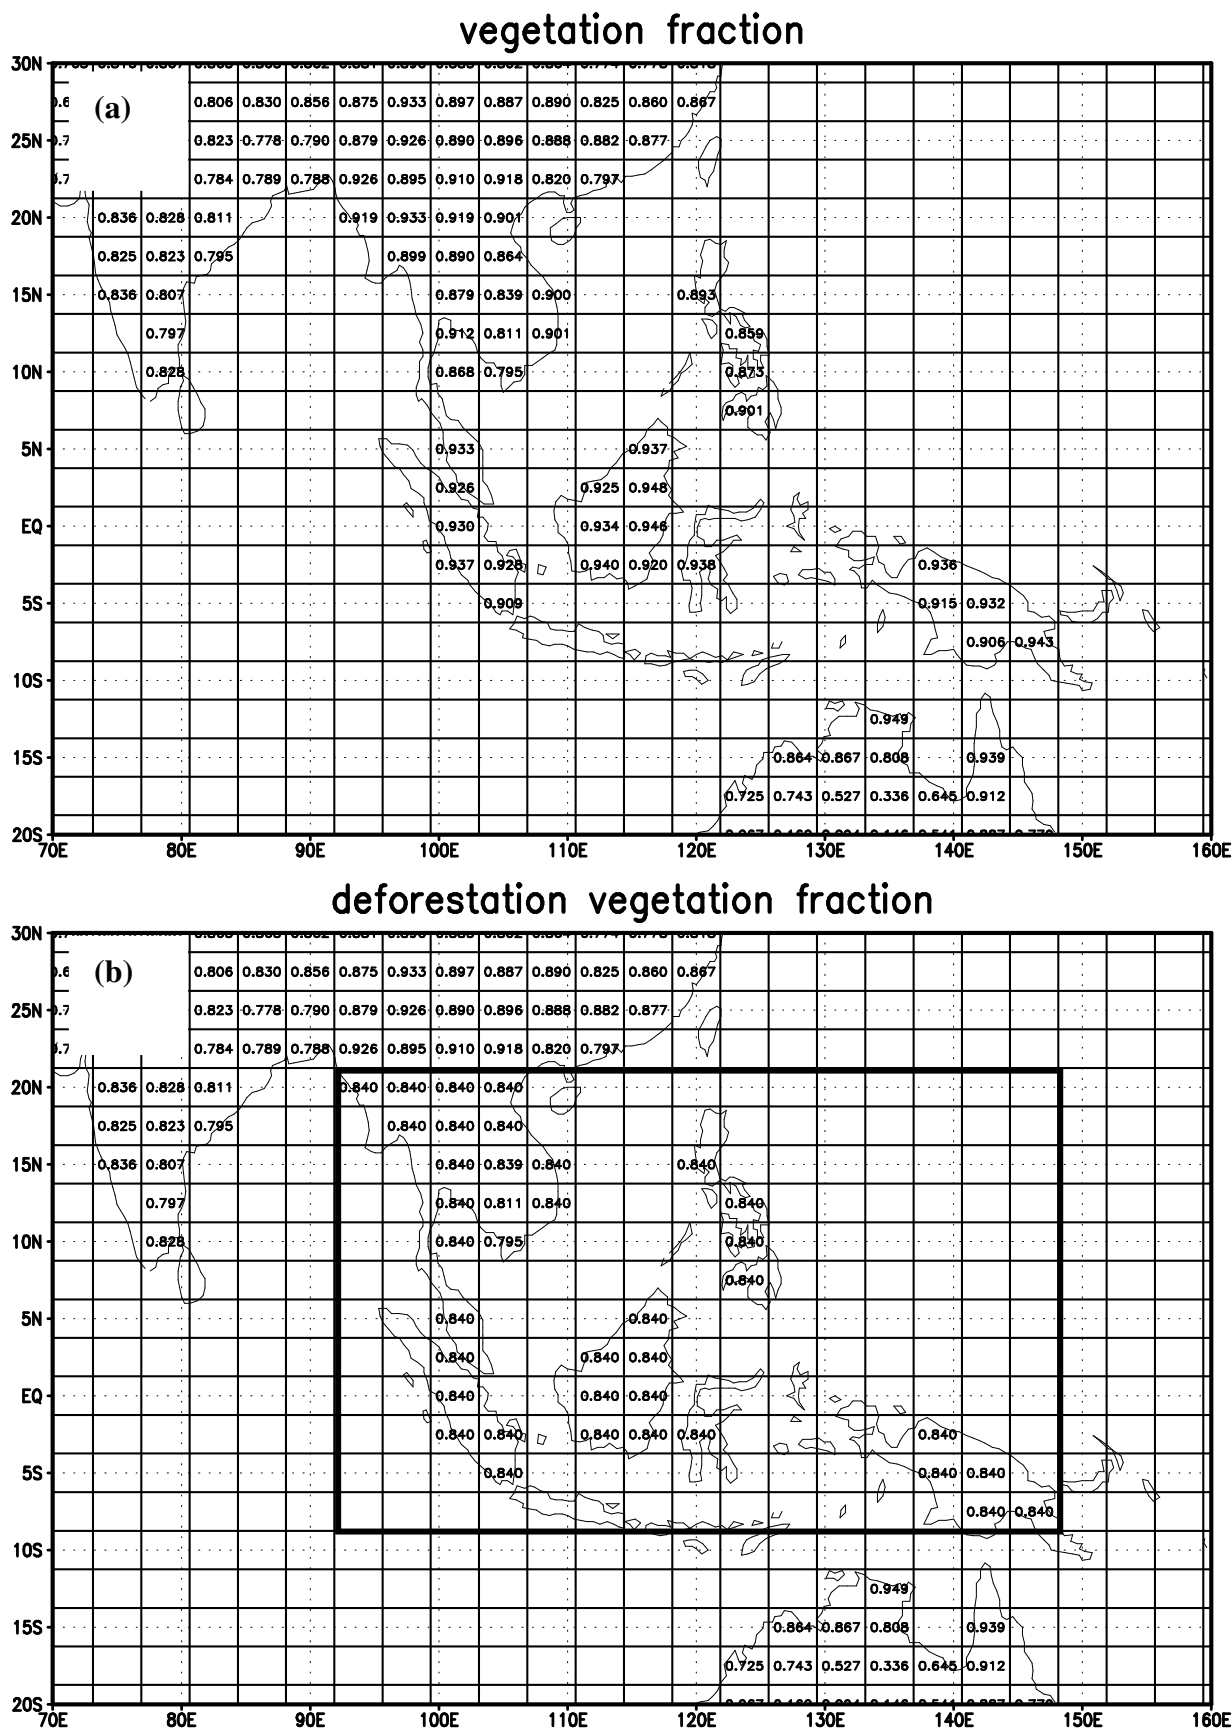 vegetation fraction
30N
(a)
0.806 0.830 0.856 0.875 0.933 0.897 0.887 0.890 0.825 0.860 0.867
25N 0.823 0.778 0.790 0.879 0.926 0.890 0.896 0.888 0.882 0.877
0.784 0.789 0.788 0.926 0.895 0.910 0.918 0.820 0.797
20N 0.836 0.828 0.811 0.919 0.933 0.919 0.901
0.825 0.823 0.795 0.899 0.890 0.864
15N 0.836 0.807 0.879 0.839 0.900 0.893
0.797 0.912 0.811 0.901 0.859
10N 0.828 0.868 0.795 0.873
0.901
5N 0.933 0.937
0.926 0.925 0.948
EQ 0.930 0.934 0.946
0.937 0.928 0.940 0.920 0.938 0.936
5S 0.909 0.915 0.932
0.906 0.943
10S
0.949
15S 0.864 0.867 0.808 0.939
0.725 0.743 0.527 0.336 0.645 0.912
20S
70E 80E 90E 100E 110E 120E 130E 140E 150E 160E
deforestation vegetation fraction
30N
(b)
0.806 0.830 0.856 0.875 0.933 0.897 0.887 0.890 0.825 0.860 0.867
25N 0.823 0.778 0.790 0.879 0.926 0.890 0.896 0.888 0.882 0.877
0.784 0.789 0.788 0.926 0.895 0.910 0.918 0.820 0.797
20N 0.836 0.828 0.811 0.840 0.840 0.840 0.840
0.825 0.823 0.795 0.840 0.840 0.840
15N 0.836 0.807 0.840 0.839 0.840 0.840
0.797 0.840 0.811 0.840 0.840
10N 0.828 0.840 0.795 0.840
0.840
5N 0.840 0.840
0.840 0.840 0.840
EQ 0.840 0.840 0.840
0.840 0.840 0.840 0.840 0.840 0.840
5S 0.840 0.840 0.840
0.840 0.840
10S
0.949
15S 0.864 0.867 0.808 0.939
0.725 0.743 0.527 0.336 0.645 0.912
20S
70E 80E 90E 100E 110E 120E 130E 140E 150E 160E